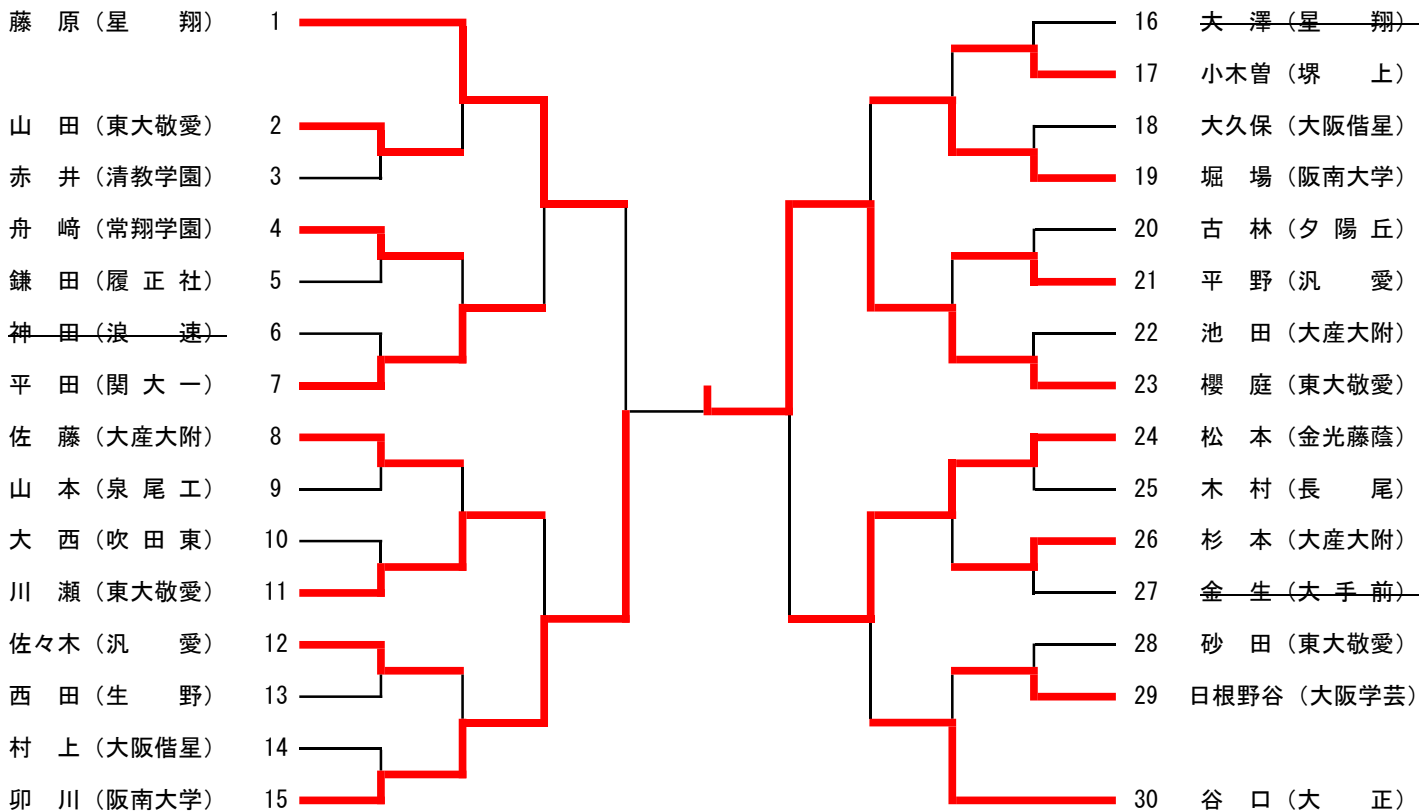 藤 原（星 翔） 1
山 田（東大敬愛） 2
赤 井（清教学園） 3
舟 﨑（常翔学園） 4
鎌 田（履 正 社） 5
神 田（浪 速） 6
平 田（関 大 一） 7
佐 藤（大産大附） 8
山 本（泉 尾 工） 9
大 西（吹 田 東） 10
川 瀬（東大敬愛） 11
佐々木（汎 愛） 12
西 田（生 野） 13
村 上（大阪偕星） 14
卯 川（阪南大学） 15
16 大 澤（星 翔）
17 小木曽（堺 上）
18 大久保（大阪偕星）
19 堀 場（阪南大学）
20 古 林（夕 陽 丘）
21 平 野（汎 愛）
22 池 田（大産大附）
23 櫻 庭（東大敬愛）
24 松 本（金光藤蔭）
25 木 村（長 尾）
26 杉 本（大産大附）
27 金 生（大 手 前）
28 砂 田（東大敬愛）
29 日根野谷（大阪学芸）
30 谷 口（大 正）